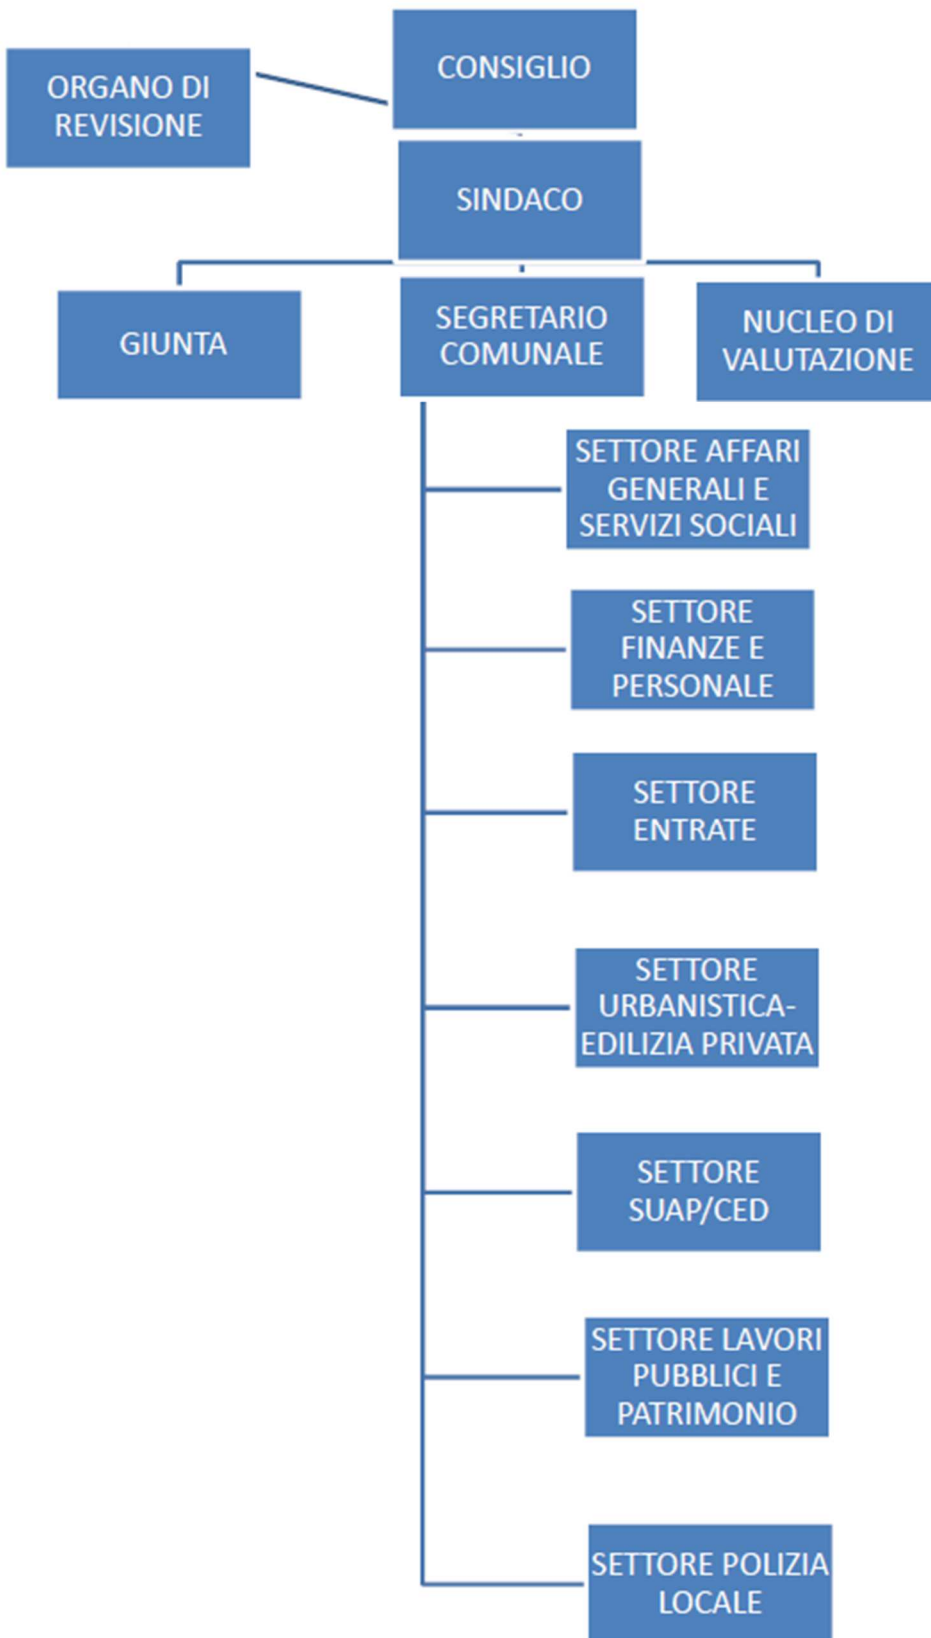 CONSIGLIO
ORGANO DI
REVISIONE
SINDACO
GIUNTA
SEGRETARIO
COMUNALE
NUCLEO DI
VALUTAZIONE
SETTORE AFFARI
GENERALI E
SERVIZI SOCIALI
SETTORE
FINANZE E
PERSONALE
SETTORE
ENTRATE
SETTORE
URBANISTICA-
EDILIZIA PRIVATA
SETTORE
SUAP/CED
SETTORE LAVORI
PUBBLICI E
PATRIMONIO
SETTORE POLIZIA
LOCALE